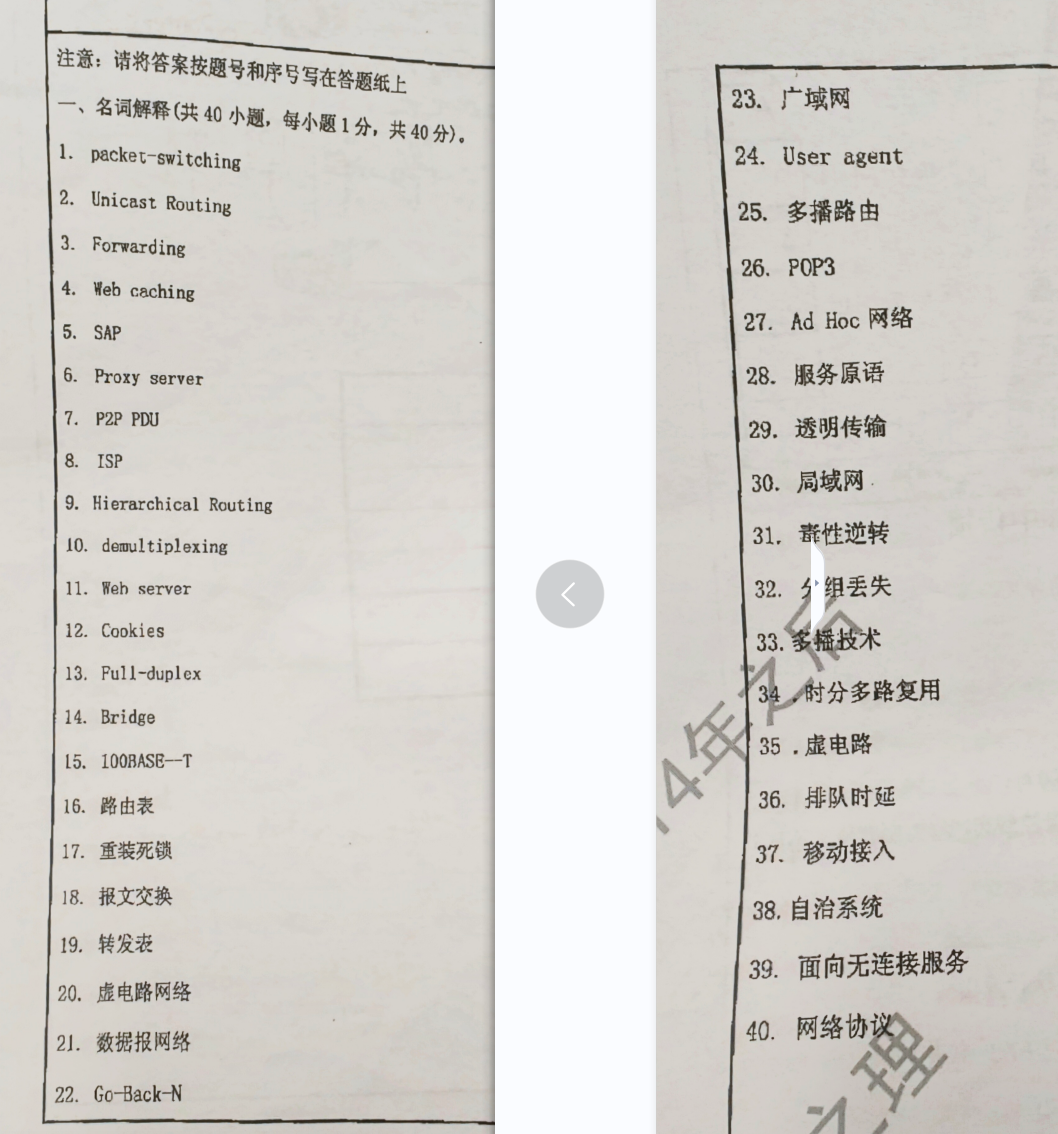 注意：请将答案按题号和序号写在答题纸上
一、名词解释(共 40 小题，每小题 1 分，共 40 分)。
1. packet-switching
2. Unicast Routing
3. Forwarding
4. Web caching
5. SAP
6. Proxy server
7. P2P PDU
8. ISP
9. Hierarchical Routing
10. demultiplexing
11. Web server
12. Cookies
13. Full-duplex
14. Bridge
15. 100BASE--T
16. 路由表
17. 重装死锁
18. 报文交换
19. 转发表
20. 虚电路网络
21. 数据报网络
22. Go-Back-N
23. 广域网
24. User agent
25. 多播路由
26. POP3
27. Ad Hoc 网络
28. 服务原语
29. 透明传输
30. 局域网
31. 毒性逆转
32. 分组丢失
33. 多播技术
34 .时分多路复用
35 .虚电路
36. 排队时延
37. 移动接入
38. 自治系统
39. 面向无连接服务
40. 网络协议
14年之后
之理